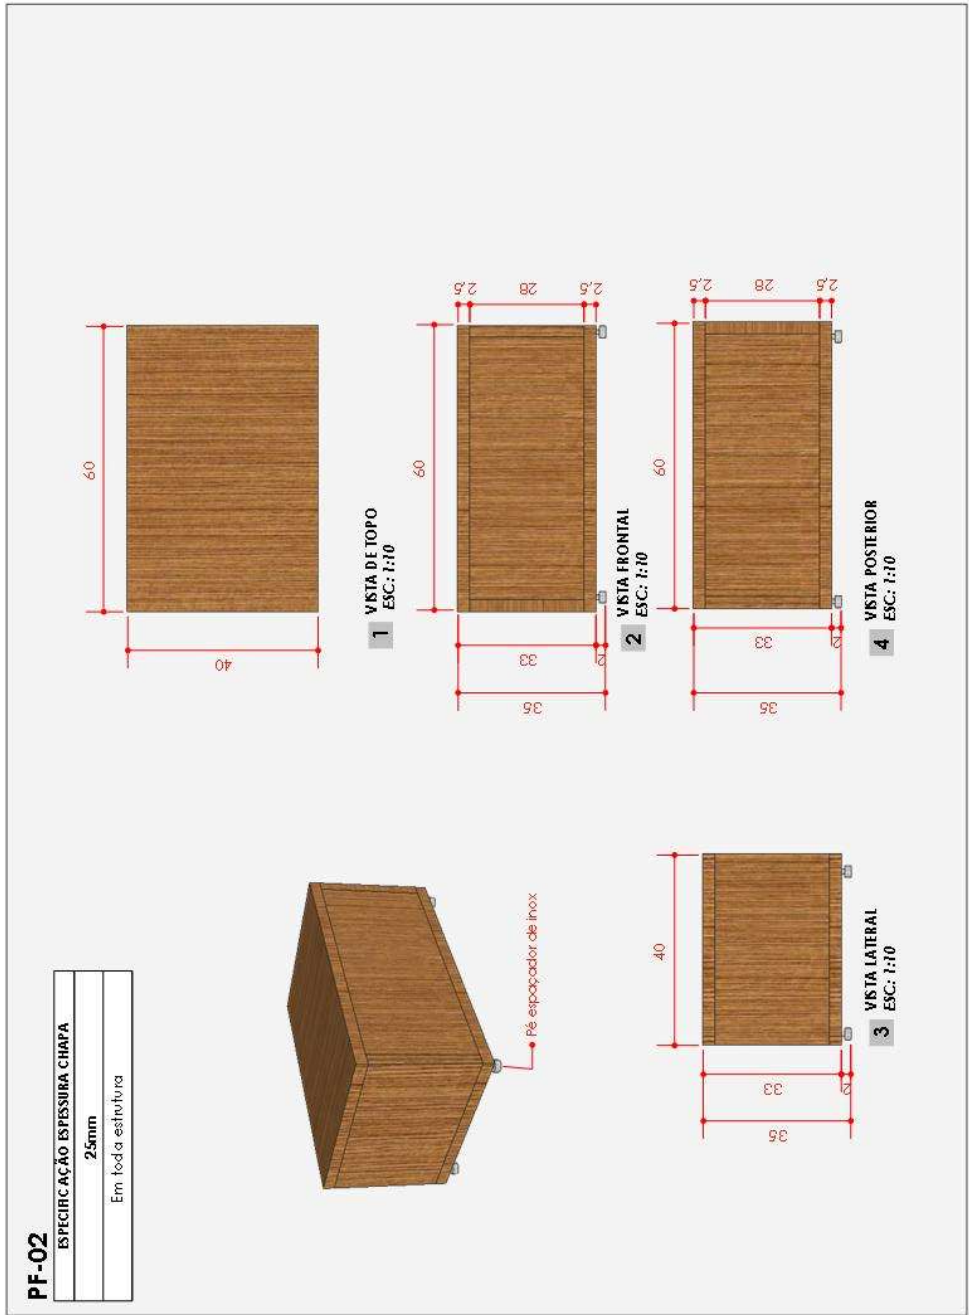 PF-02
ESPECIFICAÇÃO ESPESSURA CHAPA
25mm
Em toda estrutura
Pé espaçador de inox
60
40
1
VISTA DE TOPO
ESC: 1:10
60
2,5
28
2,5
33
2
35
2
VISTA FRONTAL
ESC: 1:10
40
33
2
35
3
VISTA LATERAL
ESC: 1:10
60
2,5
28
2,5
33
2
35
4
VISTA POSTERIOR
ESC: 1:10